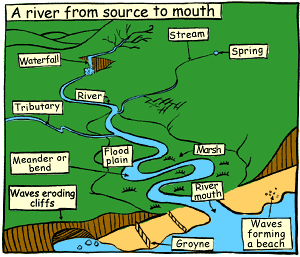 A river from source to mouth
Stream
Spring
Waterfall
River
Tributary
Flood
plain
Marsh
Meander or
bend
River
mouth
Waves eroding
cliffs
Waves
forming
a beach
Groyne